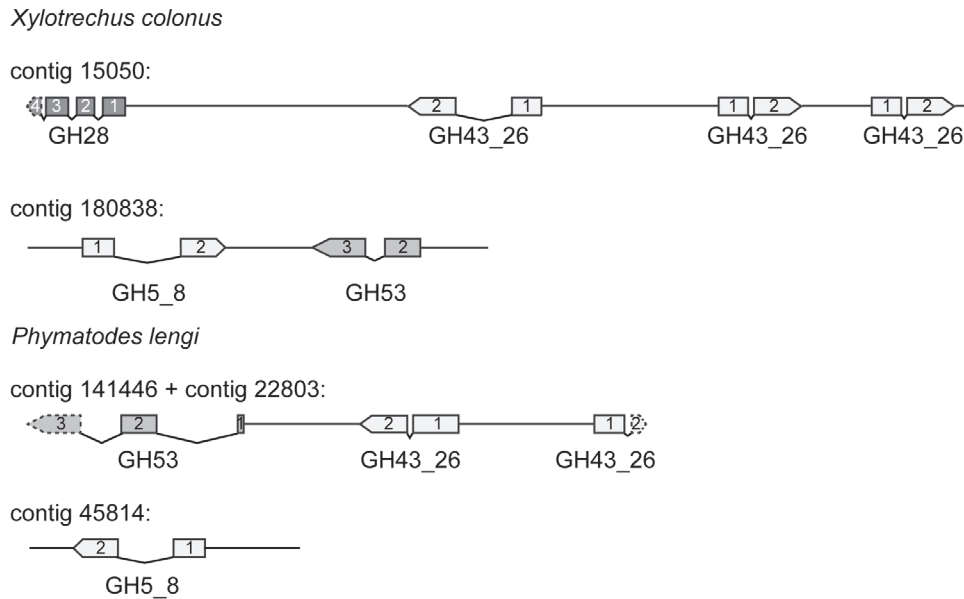 Xylotrechus colonus
contig 15050:
4 3 2 1 2 1 1 2 1 2
GH28 GH43_26 GH43_26 GH43_26
contig 180838:
1 2 3 2
GH5_8 GH53
Phymatodes lengi
contig 141446 + contig 22803:
3 2 1 2 1 1 2
GH53 GH43_26 GH43_26
contig 45814:
2 1
GH5_8